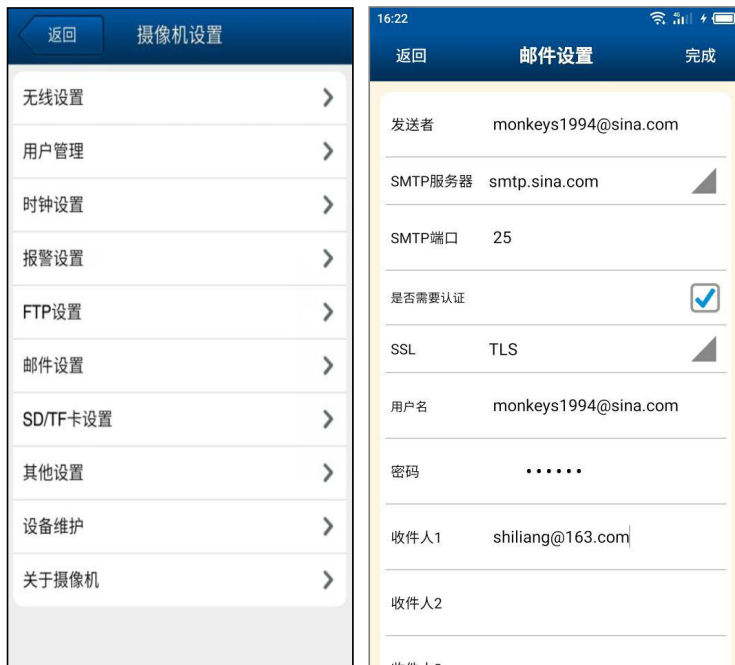 返回 摄像机设置
无线设置
用户管理
时钟设置
报警设置
FTP设置
邮件设置
SD/TF卡设置
其他设置
设备维护
关于摄像机
16:22
返回 邮件设置 完成
发送者 monkeys1994@sina.com
SMTP服务器 smtp.sina.com
SMTP端口 25
是否需要认证
SSL TLS
用户名 monkeys1994@sina.com
密码 ••••••
收件人1 shiliang@163.com
收件人2